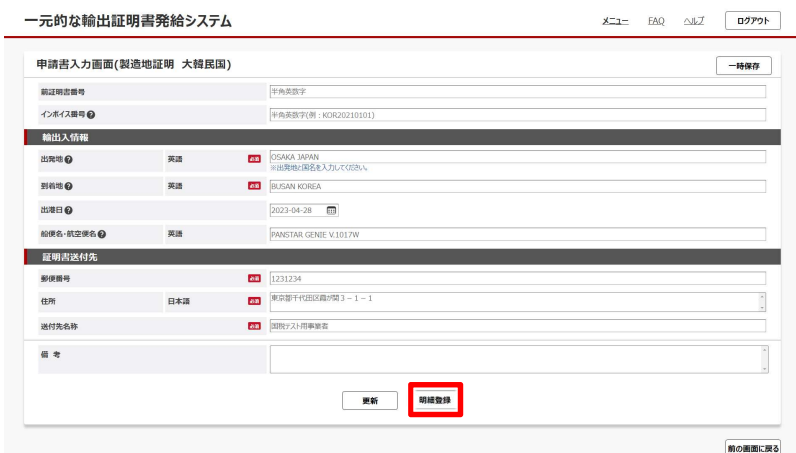 一元的な輸出証明書発給システム メニュー FAQ ヘルプ ログアウト
申請書入力画面(製造地証明 大韓民国) 一時保存
前証明書番号 半角英数字
インボイス番号? 半角英数字(例：KOR20210101)
輸出入情報
出発地? 英語 必須 OSAKA JAPAN
※出発地と国名を入力してください。
到着地? 英語 必須 BUSAN KOREA
出港日? 2023-04-28
船便名・航空便名? 英語 PANSTAR GENIE V.1017W
証明書送付先
郵便番号 必須 1231234
住所 日本語 必須 東京都千代田区霞が関３－１－１
送付先名称 必須 国税テスト用事業者
備 考
更新 明細登録
前の画面に戻る